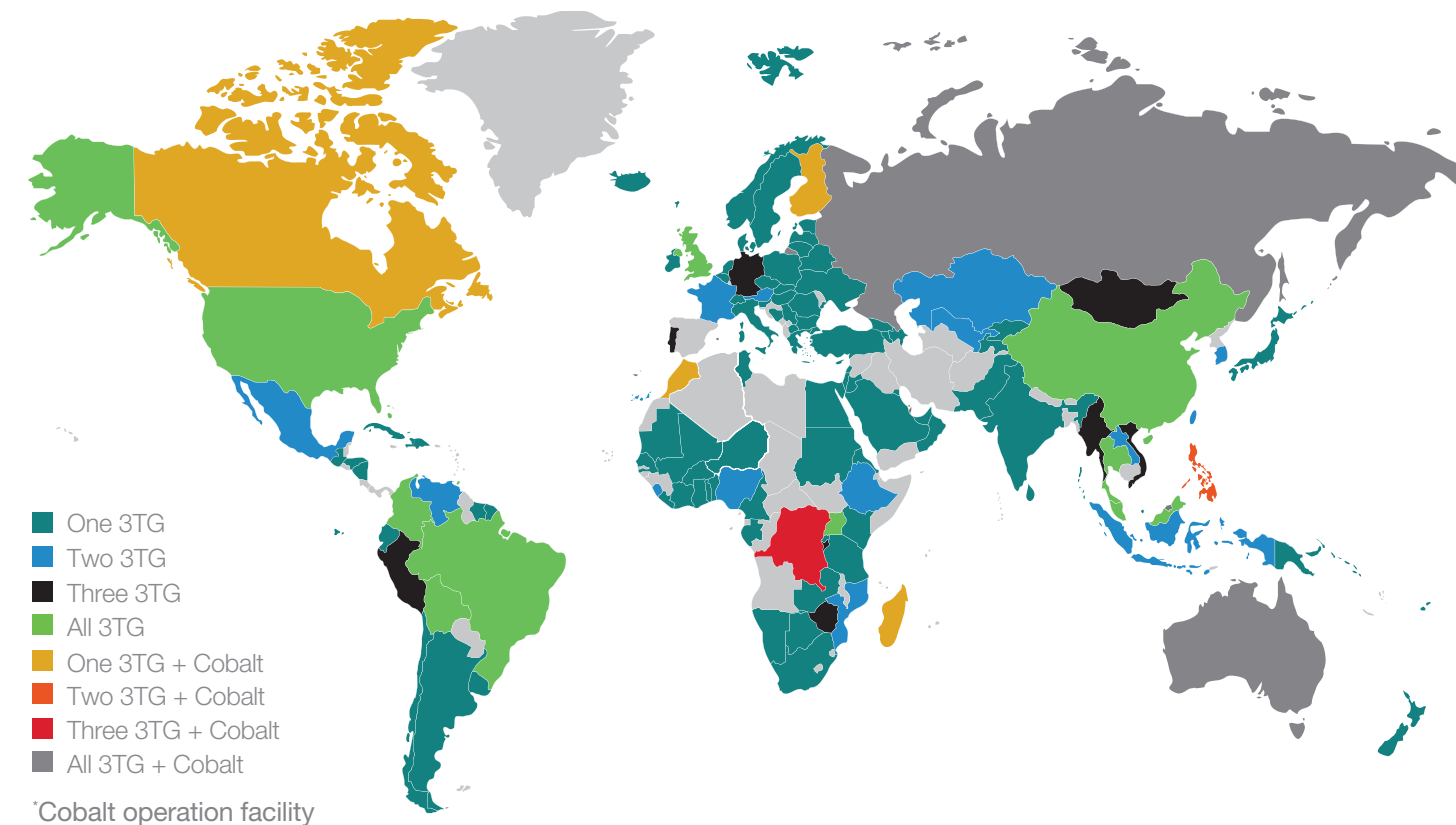 One 3TG
Two 3TG
Three 3TG
All 3TG
One 3TG + Cobalt
Two 3TG + Cobalt
Three 3TG + Cobalt
All 3TG + Cobalt
*Cobalt operation facility